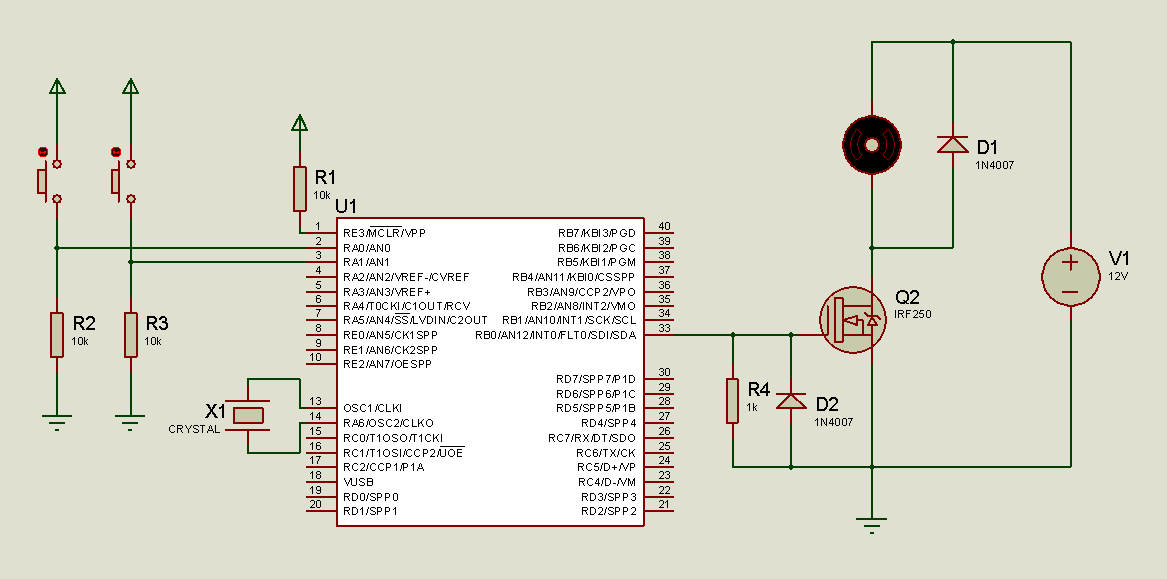 R1
10k
U1
1
2
3
4
5
6
7
8
9
10
13
14
15
16
17
18
19
20
RE3/MCLR/VPP
RA0/AN0
RA1/AN1
RA2/AN2/VREF-/CVREF
RA3/AN3/VREF+
RA4/T0CKI/C1OUT/RCV
RA5/AN4/SS/LVDIN/C2OUT
RE0/AN5/CK1SPP
RE1/AN6/CK2SPP
RE2/AN7/OESPP
OSC1/CLKI
RA6/OSC2/CLKO
RC0/T1OSO/T1CKI
RC1/T1OSI/CCP2/UOE
RC2/CCP1/P1A
VUSB
RD0/SPP0
RD1/SPP1
RB7/KBI3/PGD
RB6/KBI2/PGC
RB5/KBI1/PGM
RB4/AN11/KBI0/CSSPP
RB3/AN9/CCP2/VPO
RB2/AN8/INT2/VMO
RB1/AN10/INT1/SCK/SCL
RB0/AN12/INT0/FLT0/SDI/SDA
RD7/SPP7/P1D
RD6/SPP6/P1C
RD5/SPP5/P1B
RD4/SPP4
RC7/RX/DT/SDO
RC6/TX/CK
RC5/D+/VP
RC4/D-/VM
RD3/SPP3
RD2/SPP2
40
39
38
37
36
35
34
33
30
29
28
27
26
25
24
23
22
21
R2
10k
R3
10k
X1
CRYSTAL
D1
1N4007
V1
12V
Q2
IRF250
R4
1k
D2
1N4007